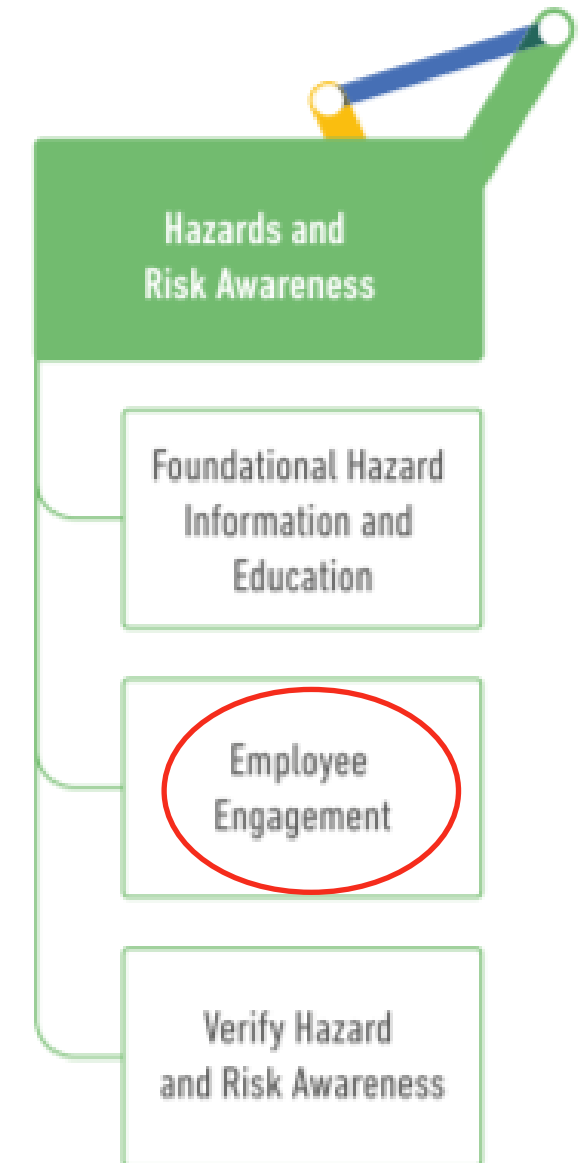 Hazards and
Risk Awareness
Foundational Hazard
Information and
Education
Employee
Engagement
Verify Hazard
and Risk Awareness